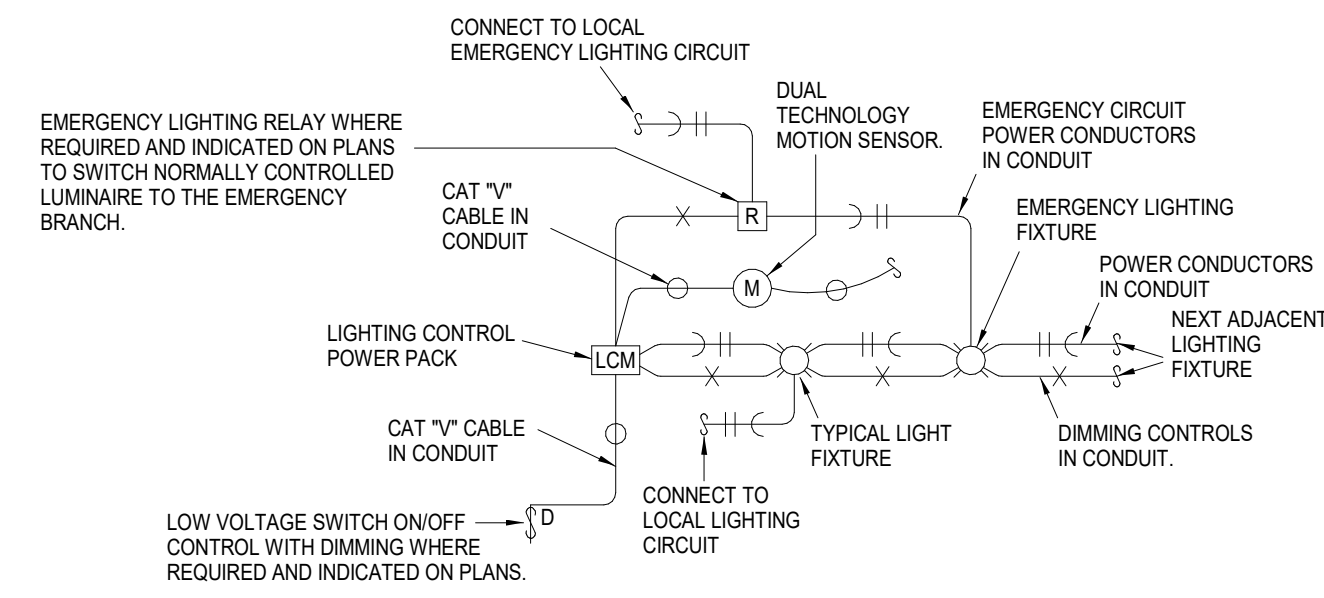 CONNECT TO LOCAL
EMERGENCY LIGHTING CIRCUIT
DUAL
TECHNOLOGY
MOTION SENSOR.
EMERGENCY CIRCUIT
POWER CONDUCTORS
IN CONDUIT
EMERGENCY LIGHTING RELAY WHERE
REQUIRED AND INDICATED ON PLANS
TO SWITCH NORMALLY CONTROLLED
LUMINAIRE TO THE EMERGENCY
BRANCH.
CAT "V"
CABLE IN
CONDUIT
R
EMERGENCY LIGHTING
FIXTURE
M
POWER CONDUCTORS
IN CONDUIT
NEXT ADJACENT
LIGHTING
FIXTURE
LIGHTING CONTROL
POWER PACK
LCM
CAT "V" CABLE
IN CONDUIT
TYPICAL LIGHT
FIXTURE
DIMMING CONTROLS
IN CONDUIT.
CONNECT TO
LOCAL LIGHTING
CIRCUIT
D
LOW VOLTAGE SWITCH ON/OFF
CONTROL WITH DIMMING WHERE
REQUIRED AND INDICATED ON PLANS.